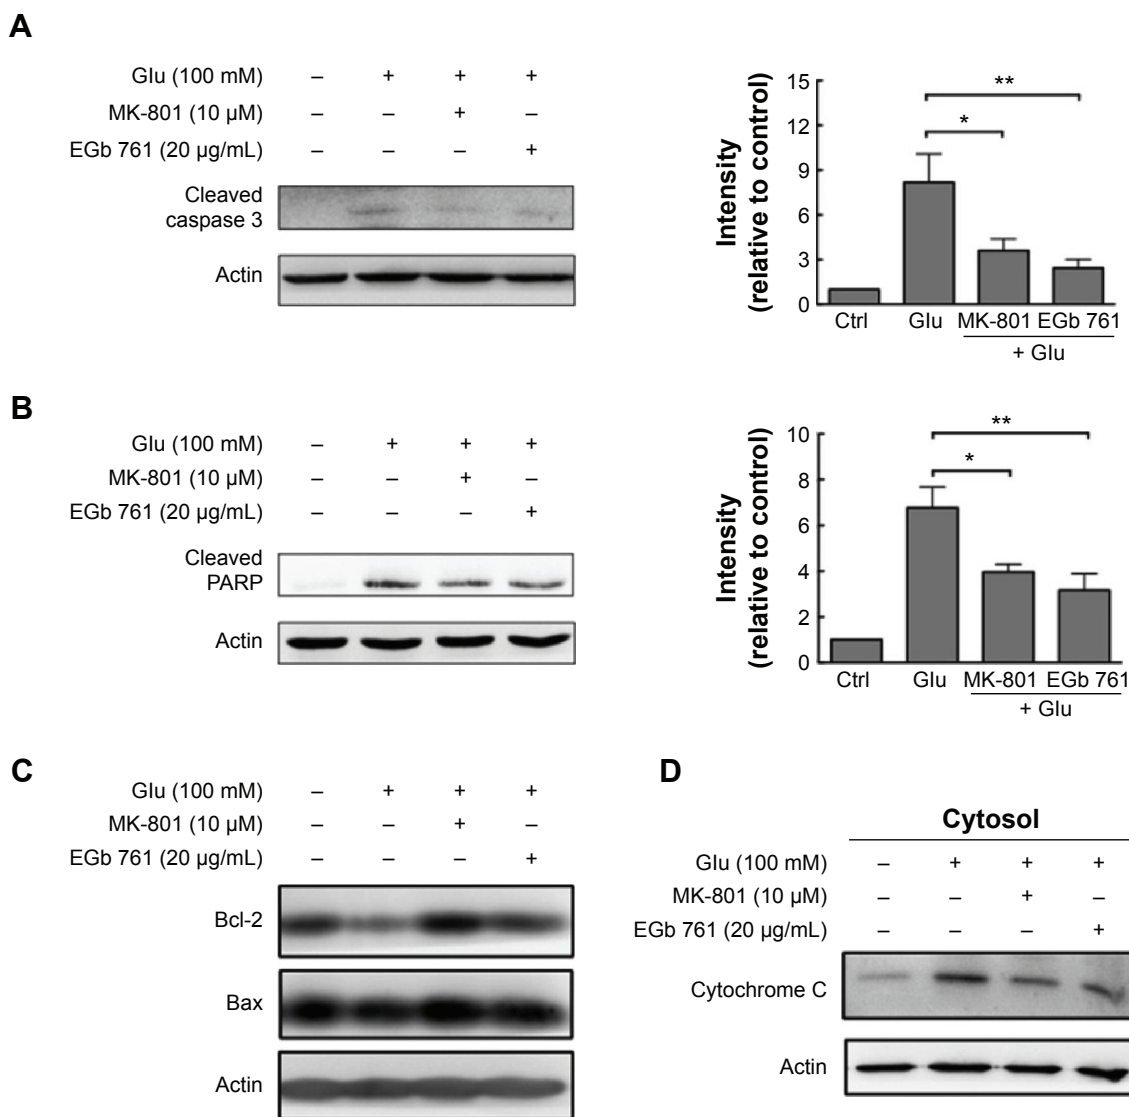 A
Glu (100 mM) – + + +
MK-801 (10 µM) – – + –
EGb 761 (20 µg/mL) – – – +
Cleaved
caspase 3
Actin
Intensity
(relative to control)
15
12
9
6
3
0
**
*
Ctrl Glu MK-801 EGb 761
+ Glu
B
Glu (100 mM) – + + +
MK-801 (10 µM) – – + –
EGb 761 (20 µg/mL) – – – +
Cleaved
PARP
Actin
Intensity
(relative to control)
10
8
6
4
2
0
**
*
Ctrl Glu MK-801 EGb 761
+ Glu
C
Glu (100 mM) – + + +
MK-801 (10 µM) – – + –
EGb 761 (20 µg/mL) – – – +
Bcl-2
Bax
Actin
D
Cytosol
Glu (100 mM) – + + +
MK-801 (10 µM) – – + –
EGb 761 (20 µg/mL) – – – +
Cytochrome C
Actin